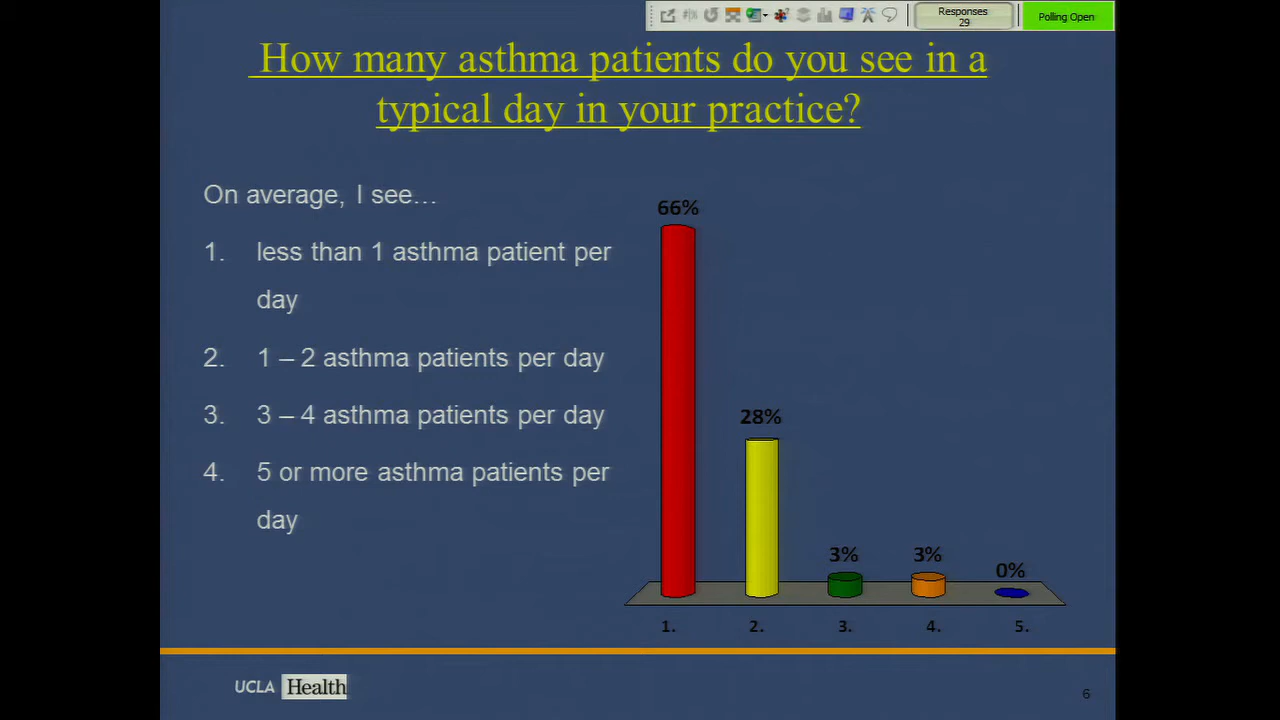 Responses
29
Polling Open
How many asthma patients do you see in a
typical day in your practice?
On average, I see…
1. less than 1 asthma patient per
day
2. 1 – 2 asthma patients per day
3. 3 – 4 asthma patients per day
4. 5 or more asthma patients per
day
66%
28%
3%
3%
0%
1. 2. 3. 4. 5.
UCLA Health
6